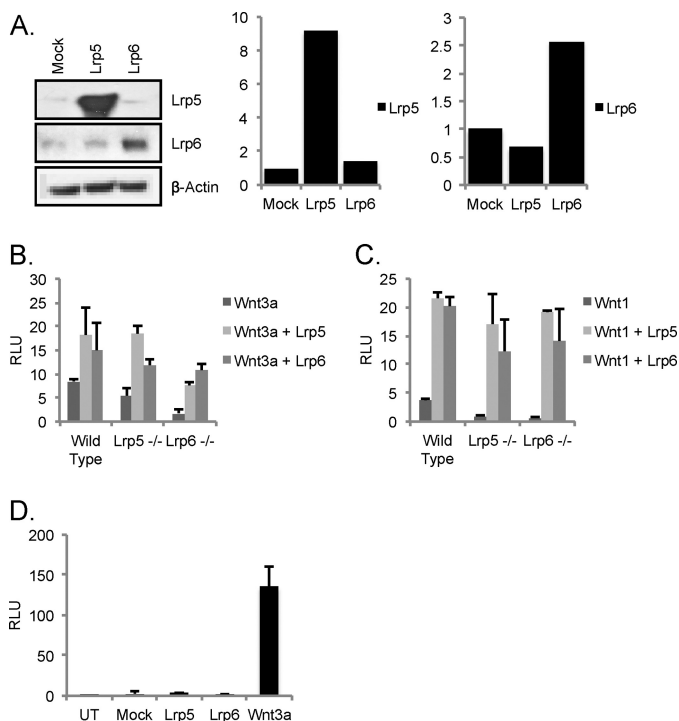 A.
Mock
Lrp5
Lrp6
Lrp5
Lrp6
β-Actin
10
8
6
4
2
0
Mock Lrp5 Lrp6
Lrp5
3
2.5
2
1.5
1
0.5
0
Mock Lrp5 Lrp6
Lrp6
B.
RLU
30
25
20
15
10
5
0
Wild Type
Lrp5 -/-
Lrp6 -/-
Wnt3a
Wnt3a + Lrp5
Wnt3a + Lrp6
C.
RLU
25
20
15
10
5
0
Wild Type
Lrp5 -/-
Lrp6 -/-
Wnt1
Wnt1 + Lrp5
Wnt1 + Lrp6
D.
RLU
200
150
100
50
0
UT Mock Lrp5 Lrp6 Wnt3a